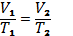 V₁/T₁ = V₂/T₂